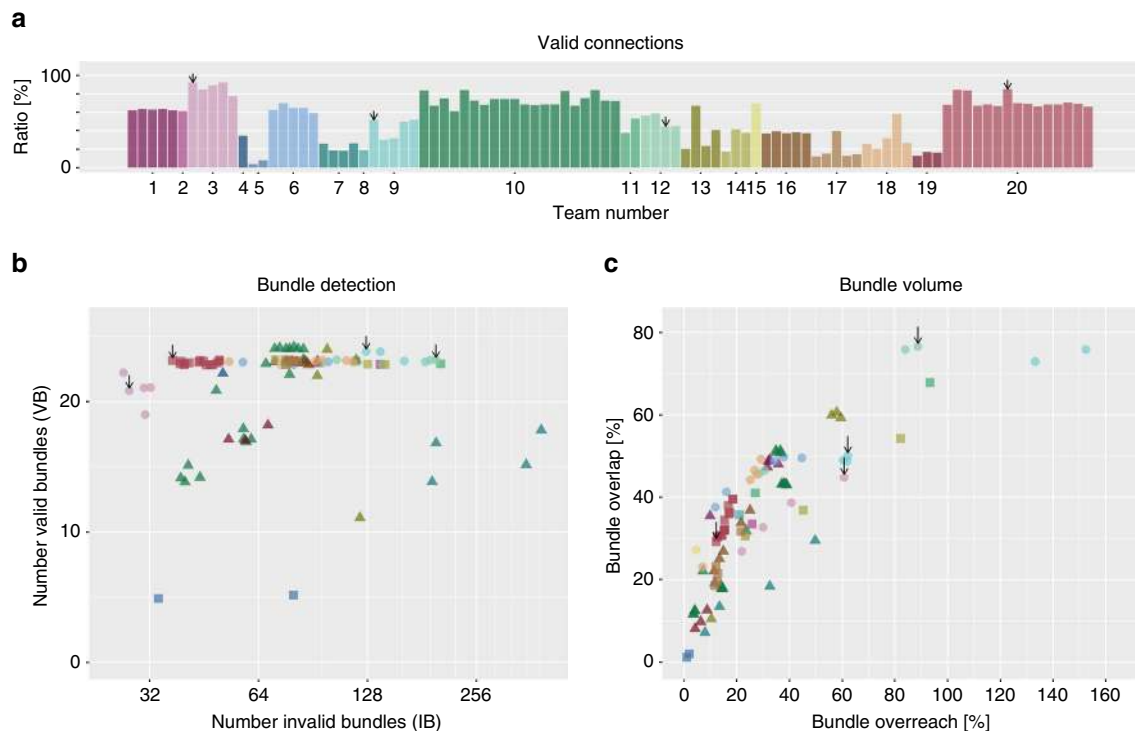 a
Valid connections
Ratio [%]
100
0
1 2 3 4 5 6 7 8 9 10 11 12 13 14 15 16 17 18 19 20
Team number
b
Bundle detection
Number valid bundles (VB)
20
10
0
32 64 128 256
Number invalid bundles (IB)
c
Bundle volume
Bundle overlap [%]
80
60
40
20
0
0 20 40 60 80 100 120 140 160
Bundle overreach [%]